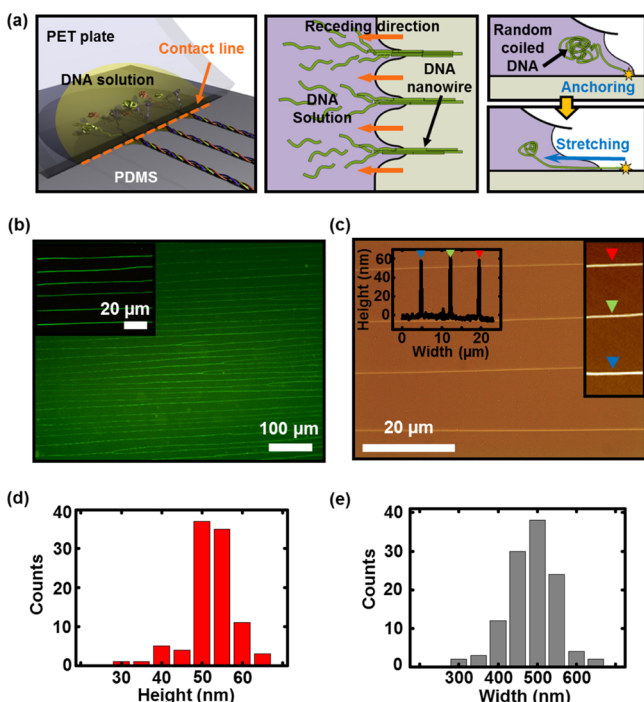 (a)
PET plate
Contact line
DNA solution
PDMS
Receding direction
DNA
Solution
DNA
nanowire
Random
coiled
DNA
Anchoring
Stretching
(b)
20 µm
100 µm
(c)
Height (nm)
60
40
20
0
0 10 20
Width (µm)
20 µm
(d)
Counts
40
30
20
10
0
30 40 50 60
Height (nm)
(e)
Counts
40
30
20
10
0
300 400 500 600
Width (nm)